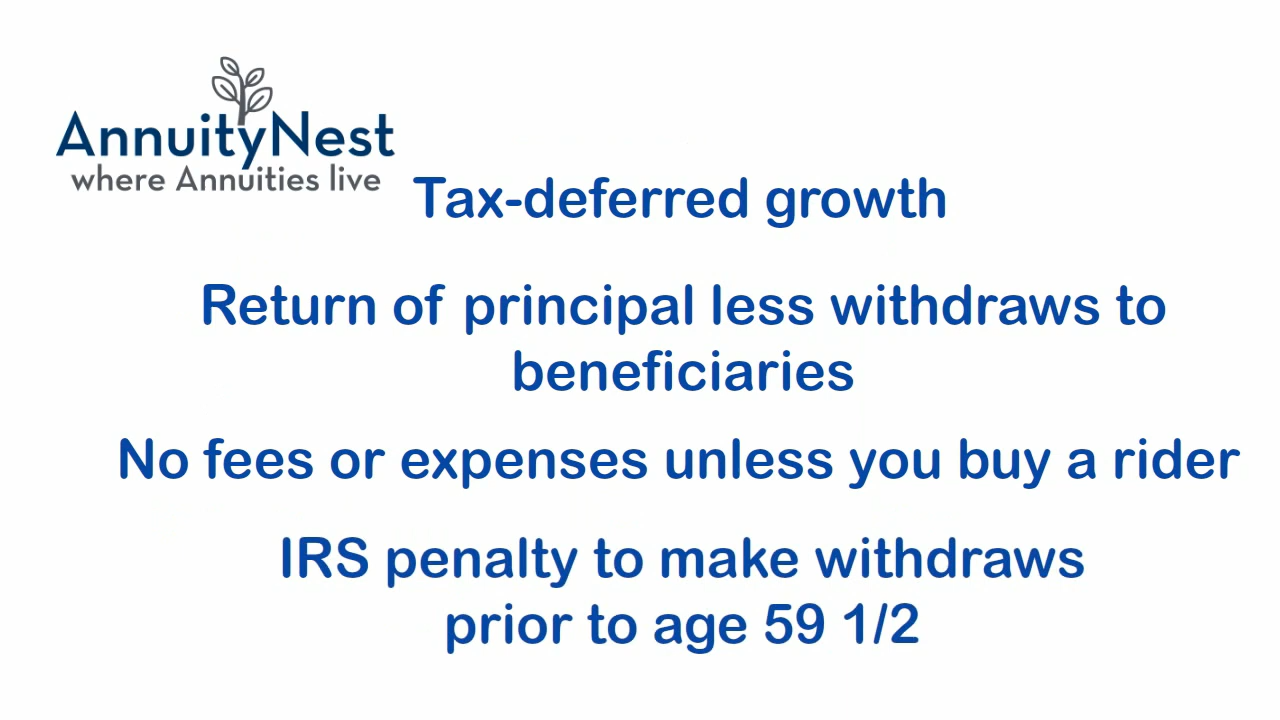 AnnuityNest
where Annuities live
Tax-deferred growth
Return of principal less withdraws to
beneficiaries
No fees or expenses unless you buy a rider
IRS penalty to make withdraws
prior to age 59 1/2